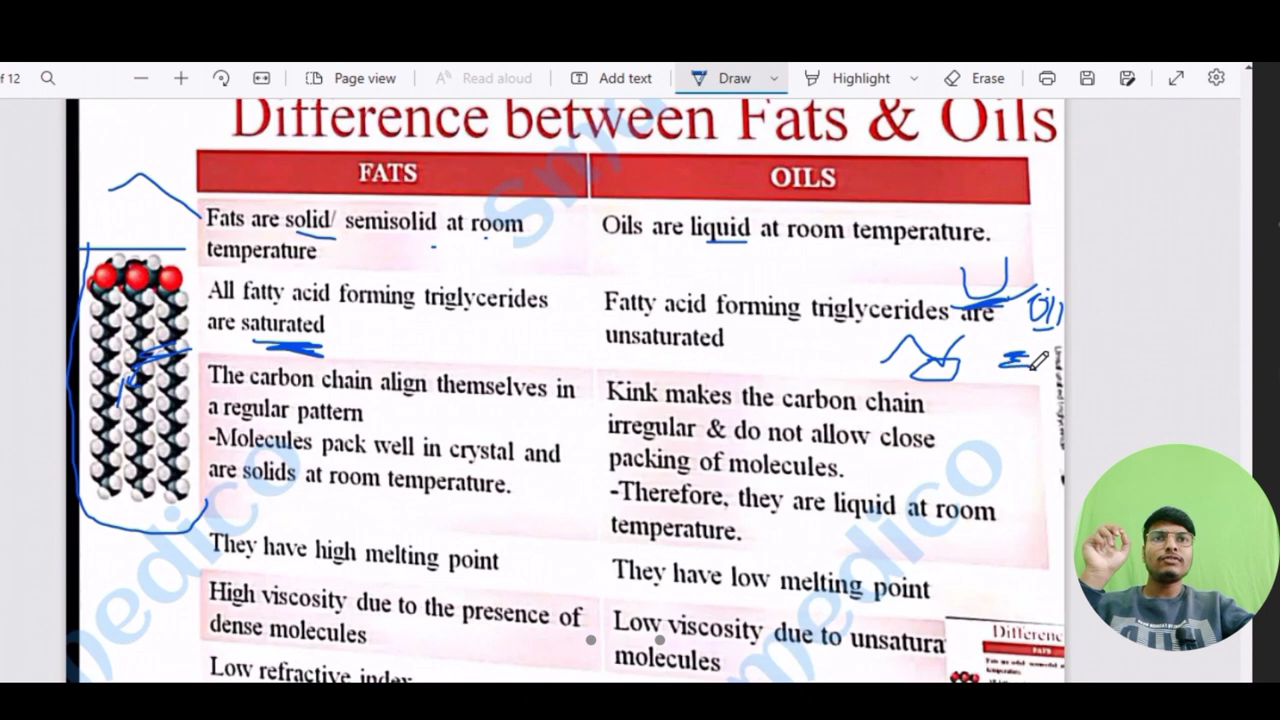 of 12
Page view
Read aloud
Add text
Draw
Highlight
Erase
Difference between Fats & Oils
FATS
OILS
Fats are solid/ semisolid at room
temperature
Oils are liquid at room temperature.
All fatty acid forming triglycerides
are saturated
Fatty acid forming triglycerides are
unsaturated
Oil
The carbon chain align themselves in
a regular pattern
-Molecules pack well in crystal and
are solids at room temperature.
Kink makes the carbon chain
irregular & do not allow close
packing of molecules.
-Therefore, they are liquid at room
temperature.
They have high melting point
They have low melting point
High viscosity due to the presence of
dense molecules
Low viscosity due to unsatura
molecules
Low refractive index
Differenc
FATS
medico
medico